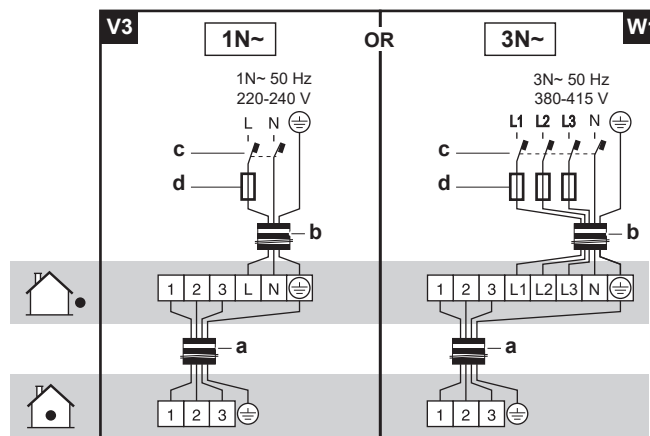 V3
1N~
OR
3N~
1N~ 50 Hz
220-240 V
L N
c
d
b
1 2 3 L N
a
1 2 3
3N~ 50 Hz
380-415 V
L1 L2 L3 N
c
d
b
1 2 3 L1 L2 L3 N
a
1 2 3